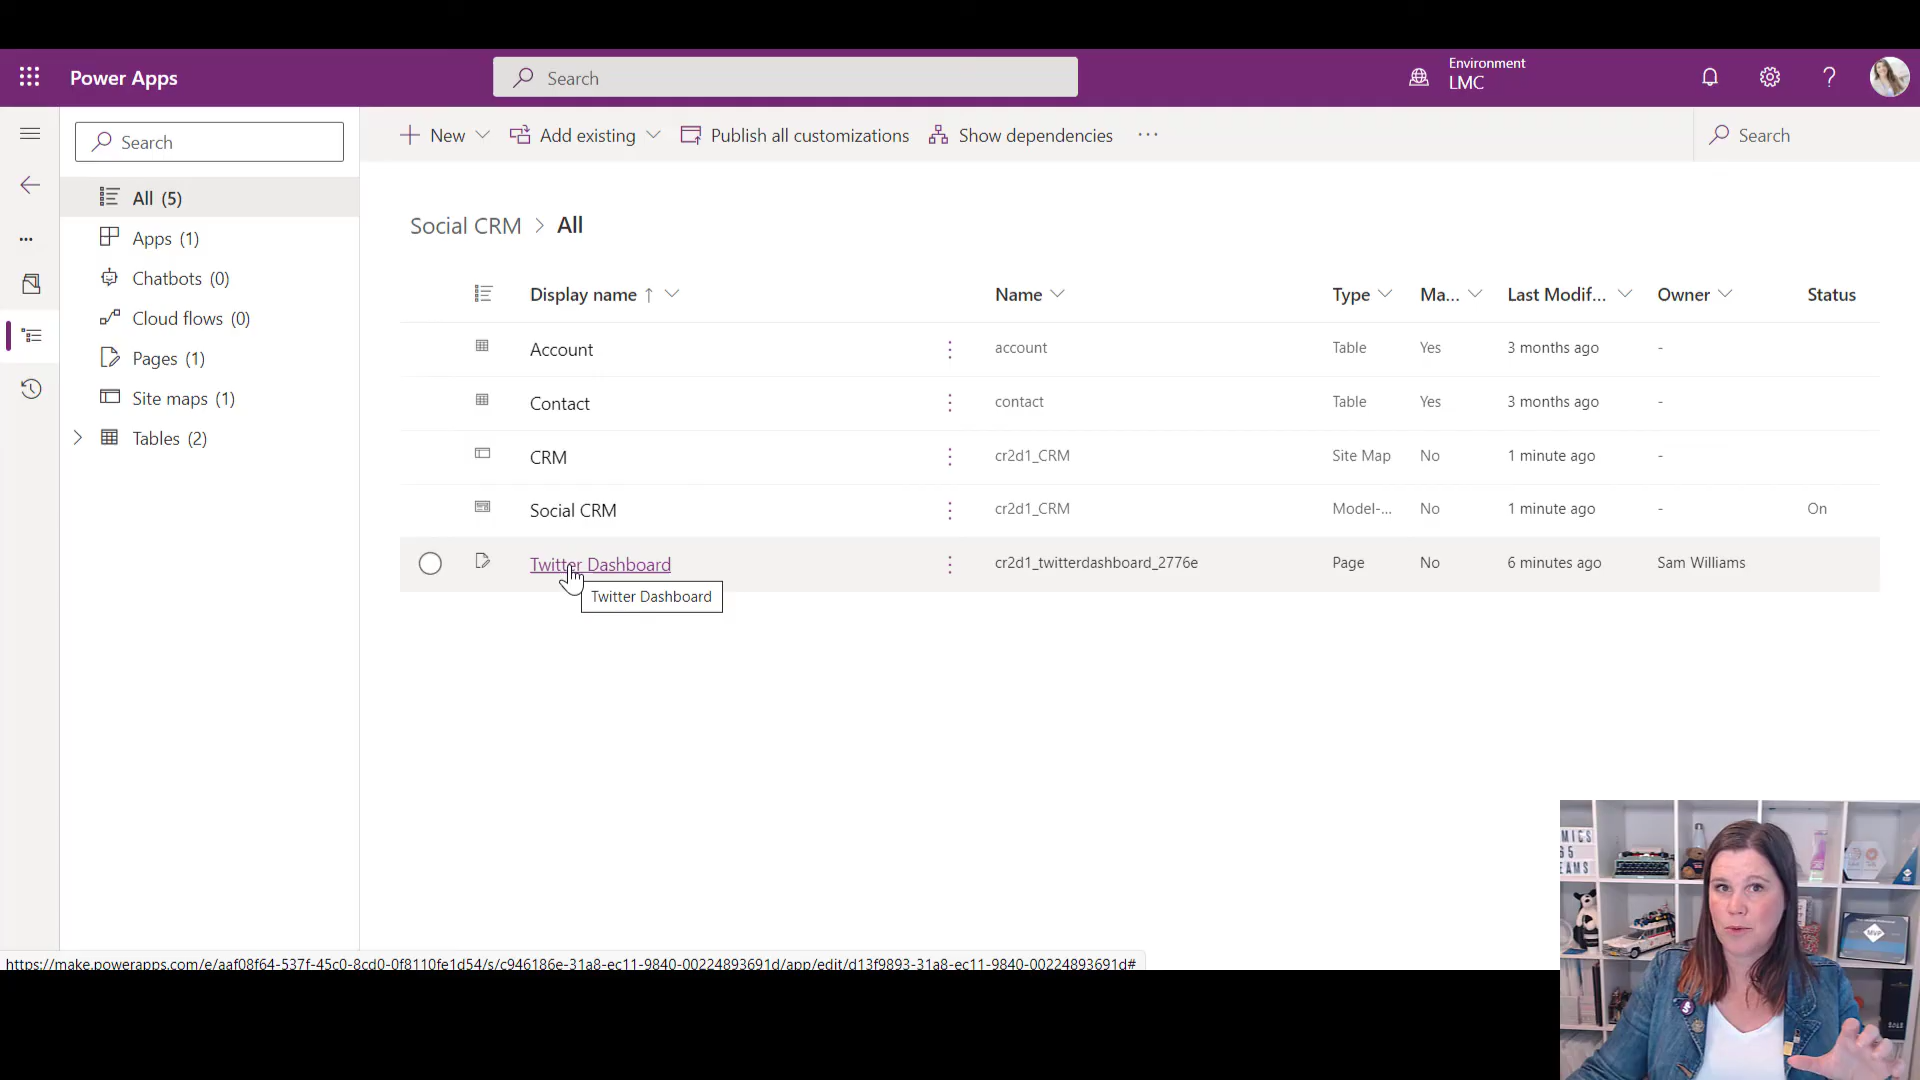 Power Apps
Search
Environment
LMC
?
Search
New
Add existing
Publish all customizations
Show dependencies
Search
All (5)
Apps (1)
Chatbots (0)
Cloud flows (0)
Pages (1)
Site maps (1)
Tables (2)
Social CRM > All
Display name ↑ Name Type Ma... Last Modif... Owner Status
Account account Table Yes 3 months ago -
Contact contact Table Yes 3 months ago -
CRM cr2d1_CRM Site Map No 1 minute ago -
Social CRM cr2d1_CRM Model-... No 1 minute ago - On
Twitter Dashboard cr2d1_twitterdashboard_2776e Page No 6 minutes ago Sam Williams
Twitter Dashboard
https://make.powerapps.com/e/aaf08f64-537f-45c0-8cd0-0f8110fe1d54/s/c946186e-31a8-ec11-9840-00224893691d/app/edit/d13f9893-31a8-ec11-9840-00224893691d#
MICS
65
EAMS
MVP